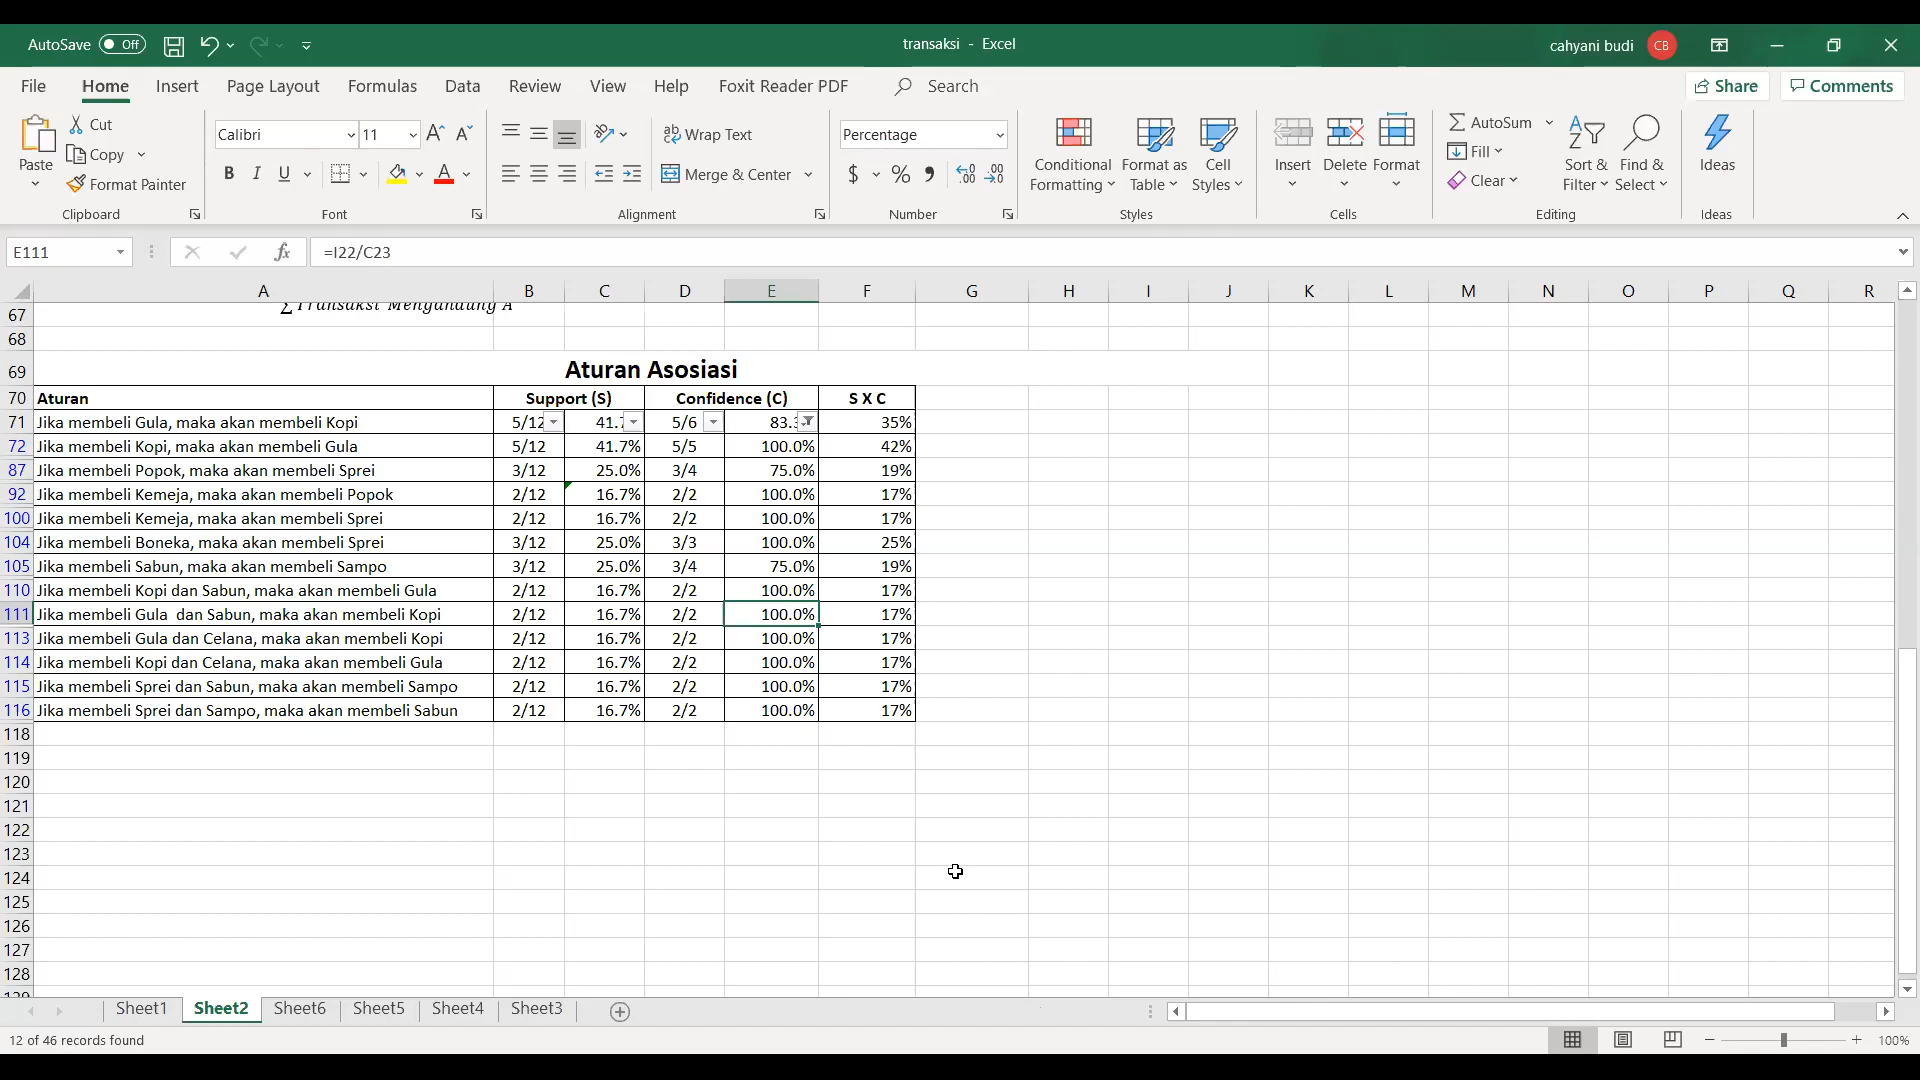 AutoSave Off transaksi - Excel cahyani budi CB
File Home Insert Page Layout Formulas Data Review View Help Foxit Reader PDF Search Share Comments
Paste Cut Copy Format Painter Clipboard
Calibri 11 B I U Font
ab Wrap Text Merge & Center Alignment
Percentage $ % , Number
Conditional Formatting Format as Table Cell Styles Styles
Insert Delete Format Cells
AutoSum Fill Clear Sort & Filter Find & Select Editing
Ideas Ideas
E111 fx =I22/C23
A B C D E F G H I J K L M N O P Q R
67 ∑ Transaksi Mengandung A
68
69 Aturan Asosiasi
70 Aturan Support (S) Confidence (C) S X C
71 Jika membeli Gula, maka akan membeli Kopi 5/12 41.7 5/6 83.3 35%
72 Jika membeli Kopi, maka akan membeli Gula 5/12 41.7% 5/5 100.0% 42%
87 Jika membeli Popok, maka akan membeli Sprei 3/12 25.0% 3/4 75.0% 19%
92 Jika membeli Kemeja, maka akan membeli Popok 2/12 16.7% 2/2 100.0% 17%
100 Jika membeli Kemeja, maka akan membeli Sprei 2/12 16.7% 2/2 100.0% 17%
104 Jika membeli Boneka, maka akan membeli Sprei 3/12 25.0% 3/3 100.0% 25%
105 Jika membeli Sabun, maka akan membeli Sampo 3/12 25.0% 3/4 75.0% 19%
110 Jika membeli Kopi dan Sabun, maka akan membeli Gula 2/12 16.7% 2/2 100.0% 17%
111 Jika membeli Gula  dan Sabun, maka akan membeli Kopi 2/12 16.7% 2/2 100.0% 17%
113 Jika membeli Gula dan Celana, maka akan membeli Kopi 2/12 16.7% 2/2 100.0% 17%
114 Jika membeli Kopi dan Celana, maka akan membeli Gula 2/12 16.7% 2/2 100.0% 17%
115 Jika membeli Sprei dan Sabun, maka akan membeli Sampo 2/12 16.7% 2/2 100.0% 17%
116 Jika membeli Sprei dan Sampo, maka akan membeli Sabun 2/12 16.7% 2/2 100.0% 17%
118
119
120
121
122
123
124
125
126
127
128
129
Sheet1 Sheet2 Sheet6 Sheet5 Sheet4 Sheet3
12 of 46 records found 100%